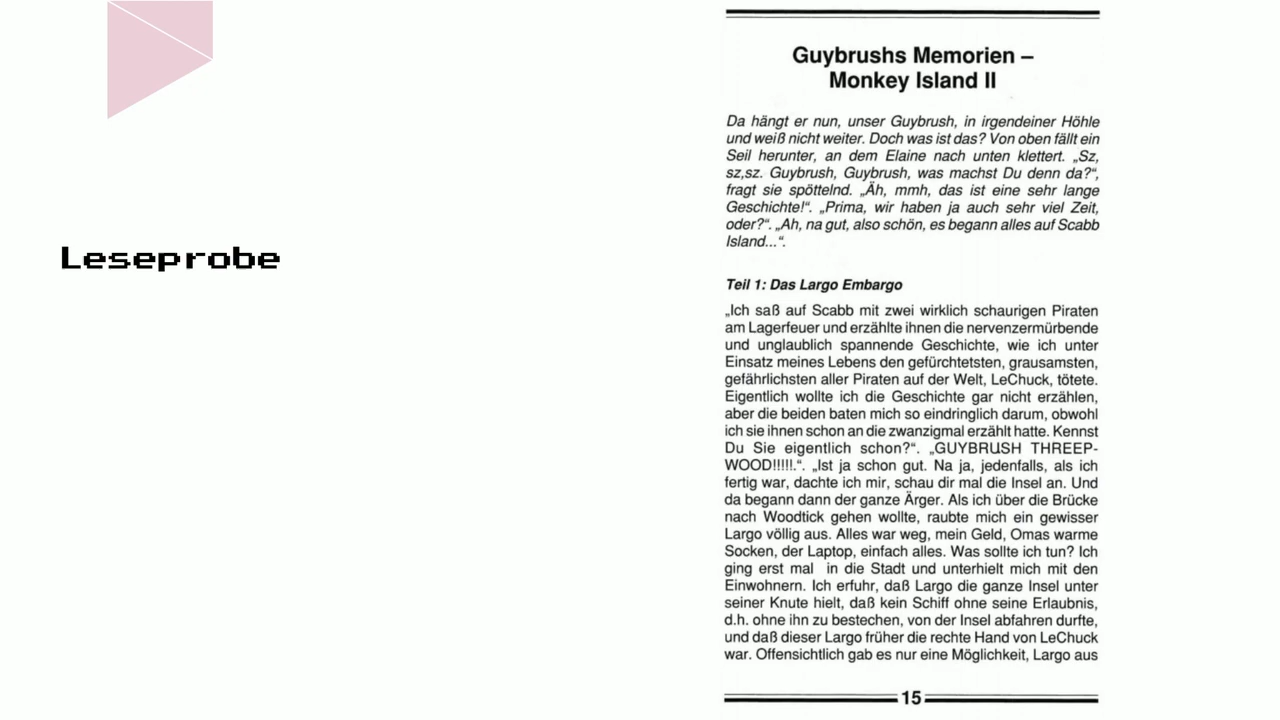 Leseprobe
Guybrushs Memorien –
Monkey Island II
Da hängt er nun, unser Guybrush, in irgendeiner Höhle
und weiß nicht weiter. Doch was ist das? Von oben fällt ein
Seil herunter, an dem Elaine nach unten klettert. „Sz,
sz,sz. Guybrush, Guybrush, was machst Du denn da?“,
fragt sie spöttelnd. „Äh, mmh, das ist eine sehr lange
Geschichte!“. „Prima, wir haben ja auch sehr viel Zeit,
oder?“. „Ah, na gut, also schön, es begann alles auf Scabb
Island...“.
Teil 1: Das Largo Embargo
„Ich saß auf Scabb mit zwei wirklich schaurigen Piraten
am Lagerfeuer und erzählte ihnen die nervenzermürbende
und unglaublich spannende Geschichte, wie ich unter
Einsatz meines Lebens den gefürchtetsten, grausamsten,
gefährlichsten aller Piraten auf der Welt, LeChuck, tötete.
Eigentlich wollte ich die Geschichte gar nicht erzählen,
aber die beiden baten mich so eindringlich darum, obwohl
ich sie ihnen schon an die zwanzigmal erzählt hatte. Kennst
Du Sie eigentlich schon?“. „GUYBRUSH THREEP-
WOOD!!!!!.“. „Ist ja schon gut. Na ja, jedenfalls, als ich
fertig war, dachte ich mir, schau dir mal die Insel an. Und
da begann dann der ganze Ärger. Als ich über die Brücke
nach Woodtick gehen wollte, raubte mich ein gewisser
Largo völlig aus. Alles war weg, mein Geld, Omas warme
Socken, der Laptop, einfach alles. Was sollte ich tun? Ich
ging erst mal in die Stadt und unterhielt mich mit den
Einwohnern. Ich erfuhr, daß Largo die ganze Insel unter
seiner Knute hielt, daß kein Schiff ohne seine Erlaubnis,
d.h. ohne ihn zu bestechen, von der Insel abfahren durfte,
und daß dieser Largo früher die rechte Hand von LeChuck
war. Offensichtlich gab es nur eine Möglichkeit, Largo aus
15